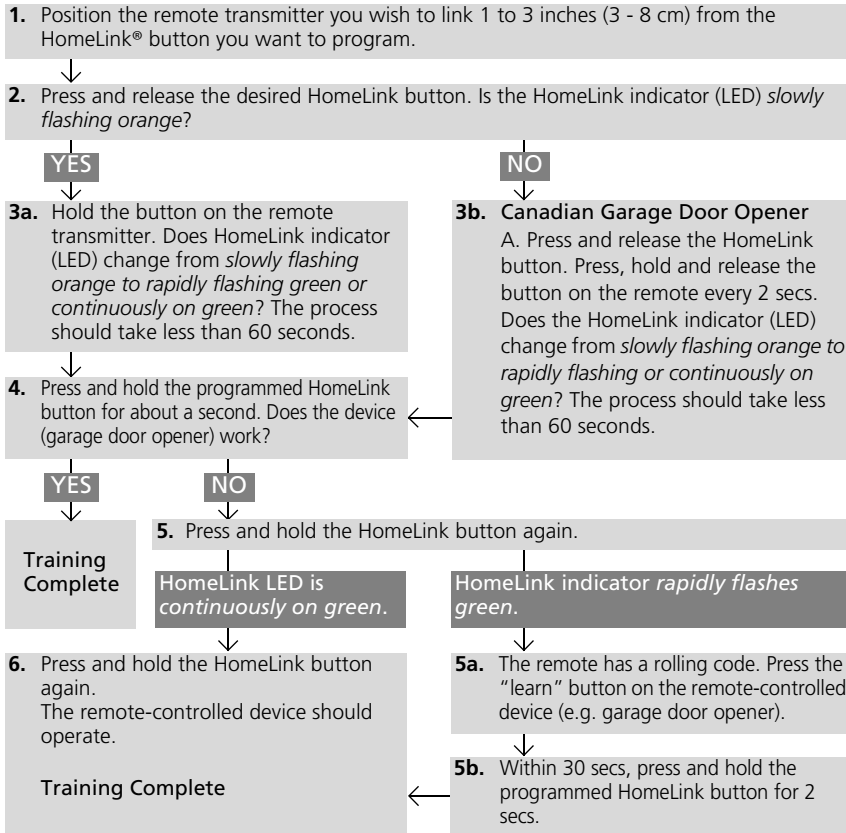 1. Position the remote transmitter you wish to link 1 to 3 inches (3 - 8 cm) from the
HomeLink® button you want to program.
2. Press and release the desired HomeLink button. Is the HomeLink indicator (LED) slowly
flashing orange?
YES
NO
3a. Hold the button on the remote
transmitter. Does HomeLink indicator
(LED) change from slowly flashing
orange to rapidly flashing green or
continuously on green? The process
should take less than 60 seconds.
3b. Canadian Garage Door Opener
A. Press and release the HomeLink
button. Press, hold and release the
button on the remote every 2 secs.
Does the HomeLink indicator (LED)
change from slowly flashing orange to
rapidly flashing or continuously on
green? The process should take less
than 60 seconds.
4. Press and hold the programmed HomeLink
button for about a second. Does the device
(garage door opener) work?
YES
NO
Training
Complete
5. Press and hold the HomeLink button again.
HomeLink LED is
continuously on green.
HomeLink indicator rapidly flashes
green.
6. Press and hold the HomeLink button
again.
The remote-controlled device should
operate.
Training Complete
5a. The remote has a rolling code. Press the
“learn” button on the remote-controlled
device (e.g. garage door opener).
5b. Within 30 secs, press and hold the
programmed HomeLink button for 2
secs.